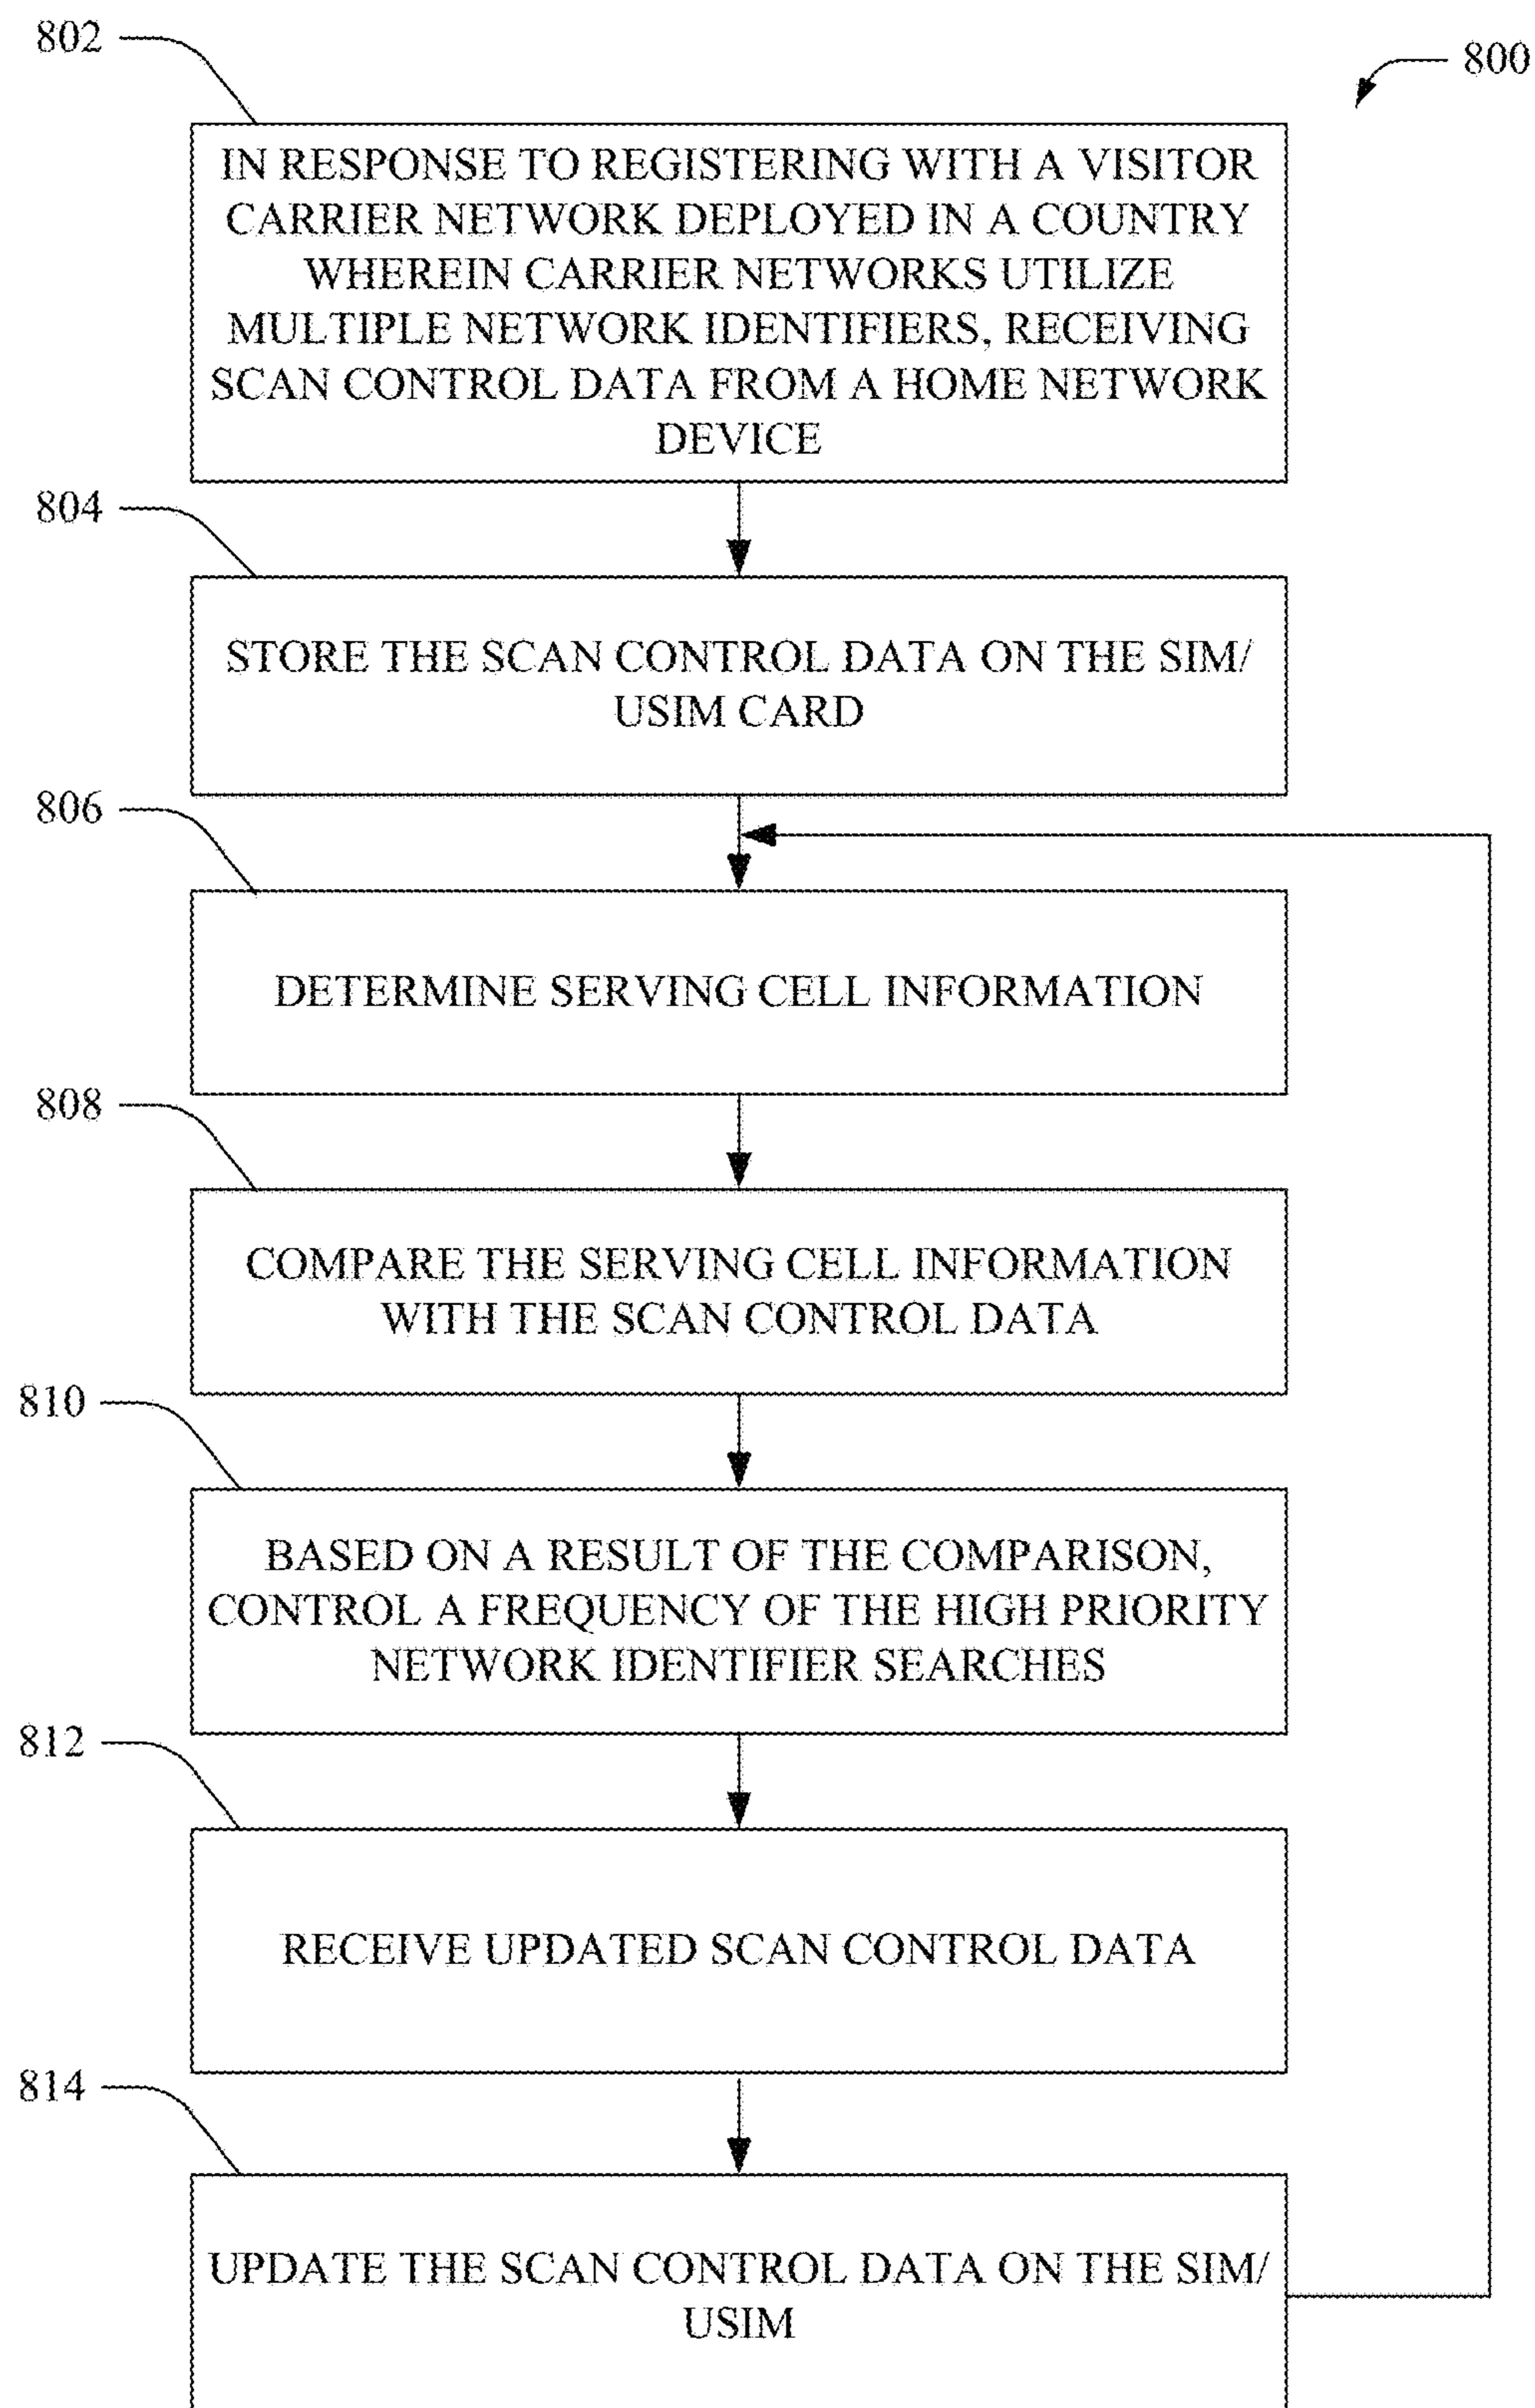 802
800
IN RESPONSE TO REGISTERING WITH A VISITOR
CARRIER NETWORK DEPLOYED IN A COUNTRY
WHEREIN CARRIER NETWORKS UTILIZE
MULTIPLE NETWORK IDENTIFIERS, RECEIVING
SCAN CONTROL DATA FROM A HOME NETWORK
DEVICE
804
STORE THE SCAN CONTROL DATA ON THE SIM/
USIM CARD
806
DETERMINE SERVING CELL INFORMATION
808
COMPARE THE SERVING CELL INFORMATION
WITH THE SCAN CONTROL DATA
810
BASED ON A RESULT OF THE COMPARISON,
CONTROL A FREQUENCY OF THE HIGH PRIORITY
NETWORK IDENTIFIER SEARCHES
812
RECEIVE UPDATED SCAN CONTROL DATA
814
UPDATE THE SCAN CONTROL DATA ON THE SIM/
USIM